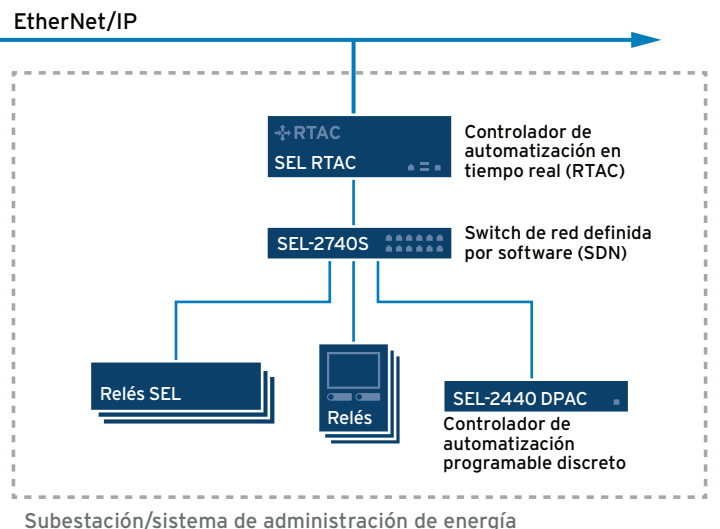 EtherNet/IP
RTAC
SEL RTAC
Controlador de
automatización en
tiempo real (RTAC)
SEL-2740S
Switch de red definida
por software (SDN)
Relés SEL
Relés
SEL-2440 DPAC
Controlador de
automatización
programable discreto
Subestación/sistema de administración de energía